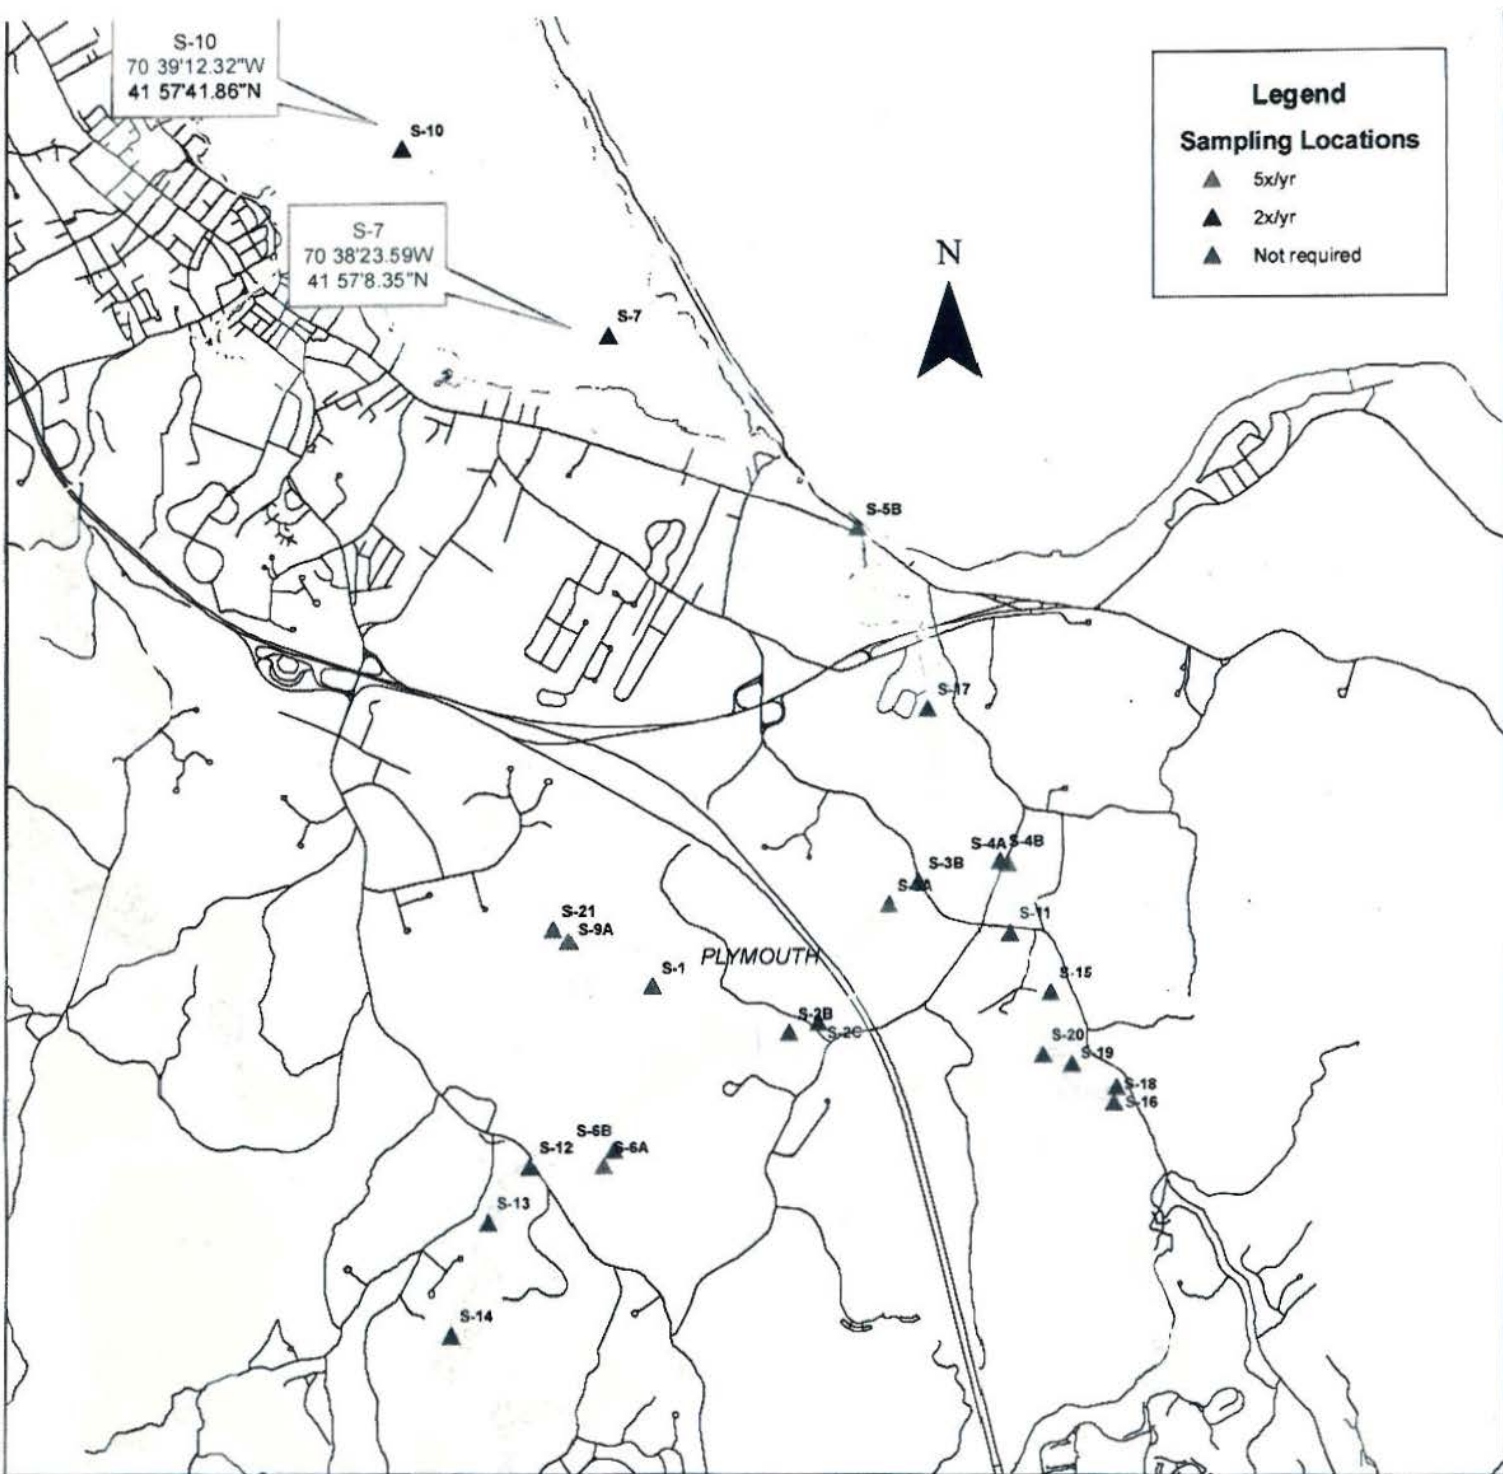 S-10
70 39'12.32"W
41 57'41.86"N
S-10
Legend
Sampling Locations
5x/yr
2x/yr
Not required
S-7
70 38'23.59W
41 57'8.35"N
N
S-7
S-5B
S-17
S-4A
S-4B
S-3B
S-21
S-9A
S-11
PLYMOUTH
S-1
S-15
S-2B
S-2C
S-20
S-19
S-18
S-16
S-6B
S-6A
S-12
S-13
S-14